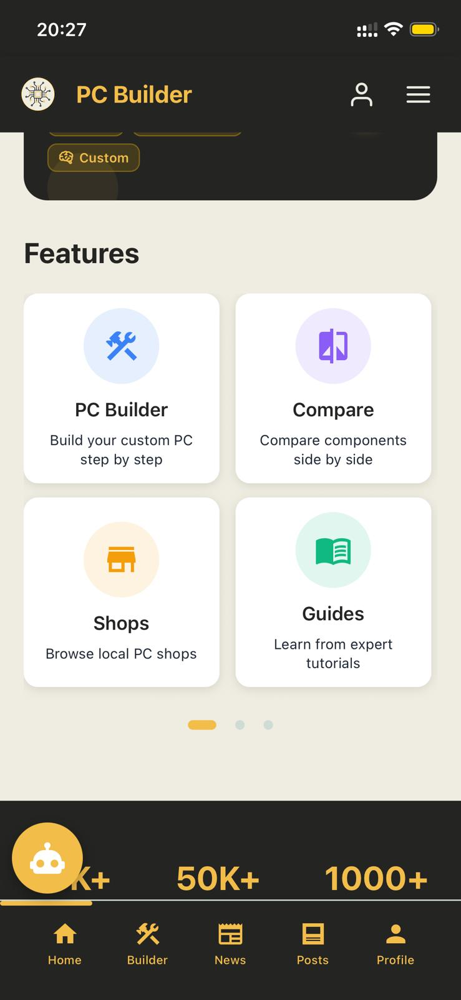 20:27
PC Builder
Custom
Features
PC Builder
Build your custom PC
step by step
Compare
Compare components
side by side
Shops
Browse local PC shops
Guides
Learn from expert
tutorials
K+
50K+
1000+
Home
Builder
News
Posts
Profile